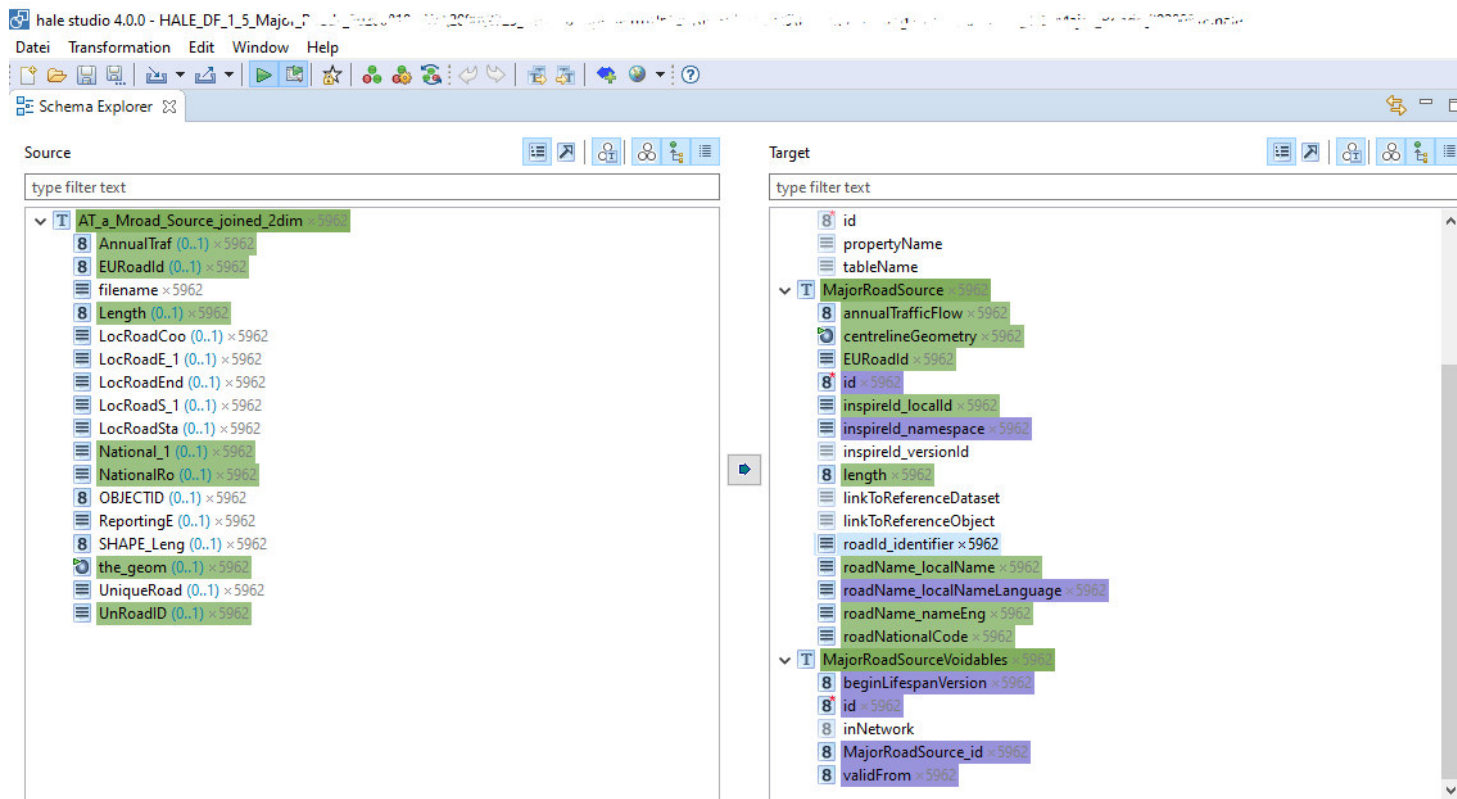 hale studio 4.0.0 - HALE_DF_1_5_Major_
Datei Transformation Edit Window Help
Schema Explorer
Source
type filter text
AT_a_Mroad_Source_joined_2dim ×5962
AnnualTraf (0..1) ×5962
EURoadId (0..1) ×5962
filename ×5962
Length (0..1) ×5962
LocRoadCoo (0..1) ×5962
LocRoadE_1 (0..1) ×5962
LocRoadEnd (0..1) ×5962
LocRoadS_1 (0..1) ×5962
LocRoadSta (0..1) ×5962
National_1 (0..1) ×5962
NationalRo (0..1) ×5962
OBJECTID (0..1) ×5962
ReportingE (0..1) ×5962
SHAPE_Leng (0..1) ×5962
the_geom (0..1) ×5962
UniqueRoad (0..1) ×5962
UnRoadID (0..1) ×5962
Target
type filter text
id
propertyName
tableName
MajorRoadSource ×5962
annualTrafficFlow ×5962
centrelineGeometry ×5962
EURoadId ×5962
id ×5962
inspireId_localId ×5962
inspireId_namespace ×5962
inspireId_versionId
length ×5962
linkToReferenceDataset
linkToReferenceObject
roadId_identifier ×5962
roadName_localName ×5962
roadName_localNameLanguage ×5962
roadName_nameEng ×5962
roadNationalCode ×5962
MajorRoadSourceVoidables ×5962
beginLifespanVersion ×5962
id ×5962
inNetwork
MajorRoadSource_id ×5962
validFrom ×5962